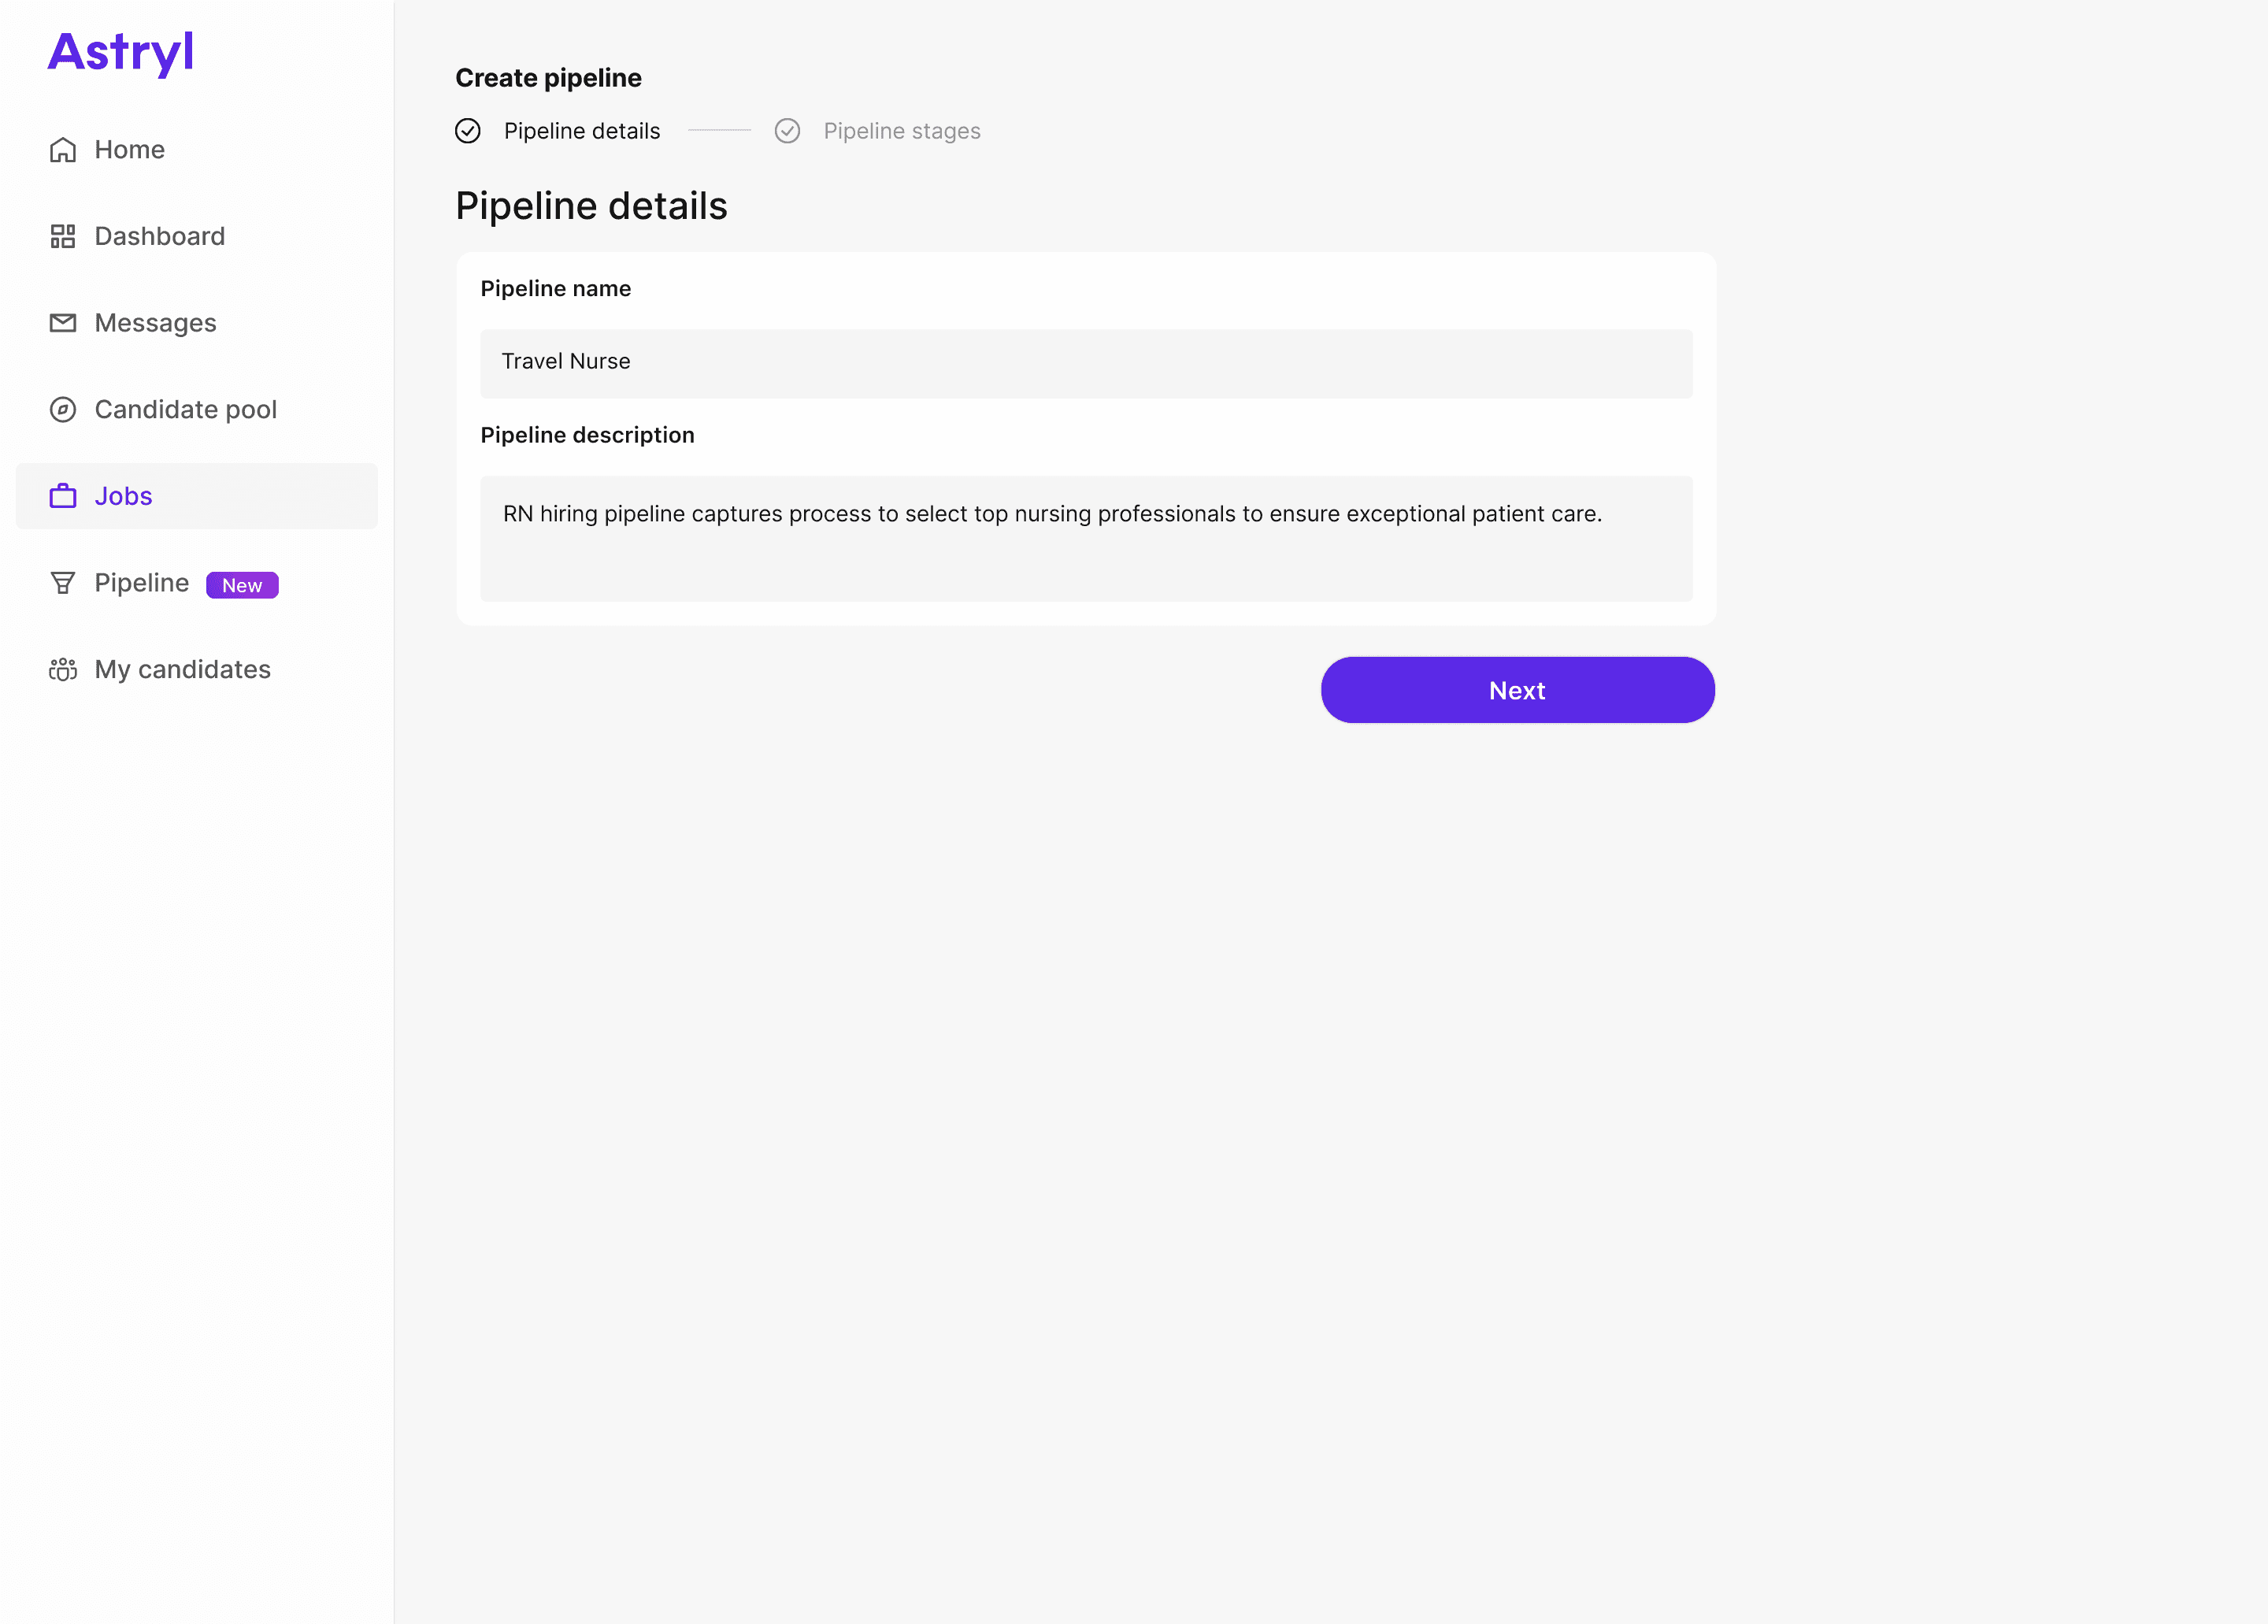 Astryl
Home
Dashboard
Messages
Candidate pool
Jobs
Pipeline New
My candidates
Create pipeline
Pipeline details Pipeline stages
Pipeline details
Pipeline name
Travel Nurse
Pipeline description
RN hiring pipeline captures process to select top nursing professionals to ensure exceptional patient care.
Next